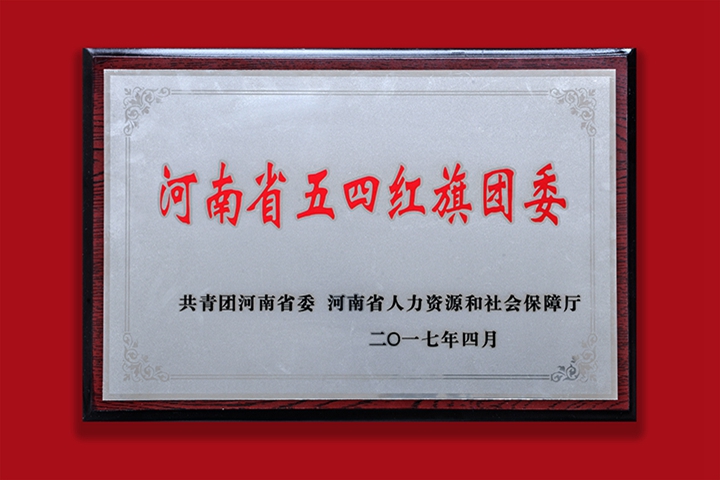 河南省五四红旗团委
共青团河南省委 河南省人力资源和社会保障厅
二〇一七年四月